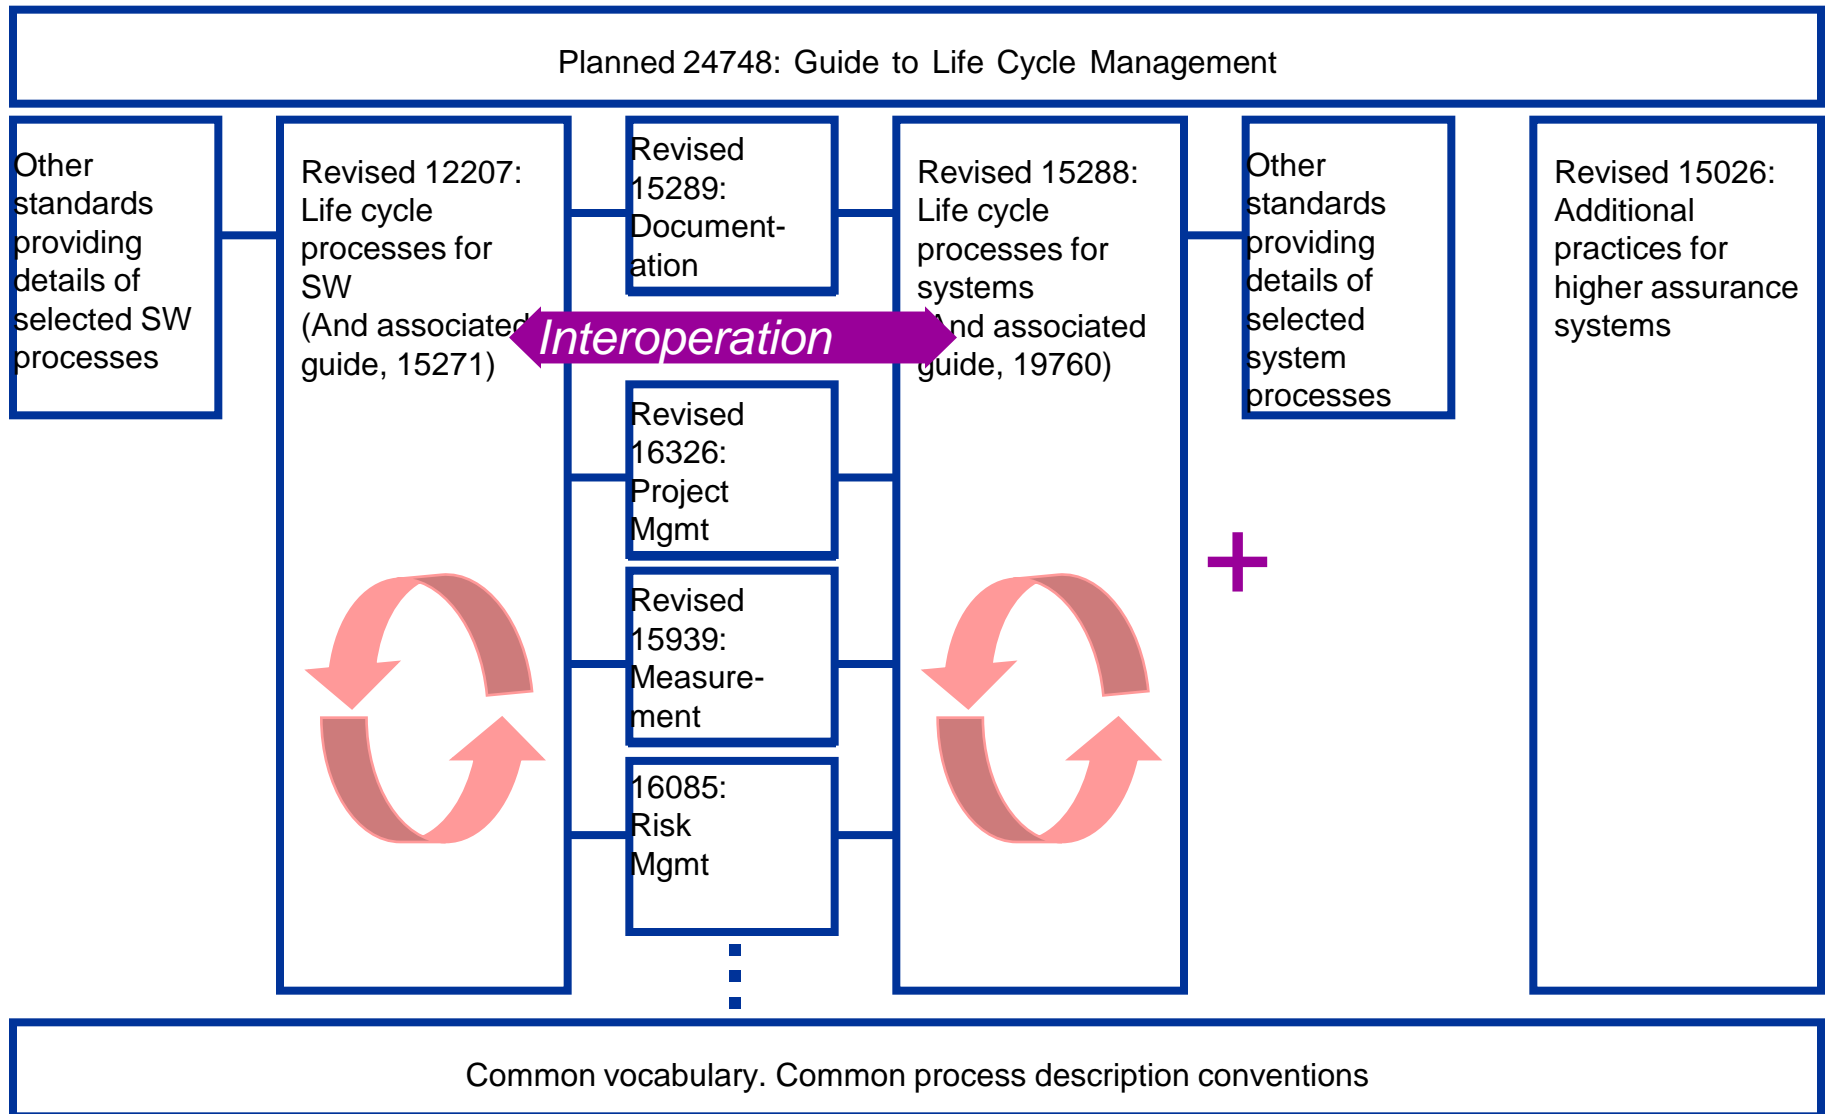 Planned 24748: Guide to Life Cycle Management
Other
standards
providing
details of
selected SW
processes
Revised 12207:
Life cycle
processes for
SW
(And associated
guide, 15271)
Revised
15289:
Document-
ation
Interoperation
Revised
16326:
Project
Mgmt
Revised
15939:
Measure-
ment
16085:
Risk
Mgmt
Revised 15288:
Life cycle
processes for
systems
(And associated
guide, 19760)
Other
standards
providing
details of
selected
system
processes
+
Revised 15026:
Additional
practices for
higher assurance
systems
Common vocabulary. Common process description conventions